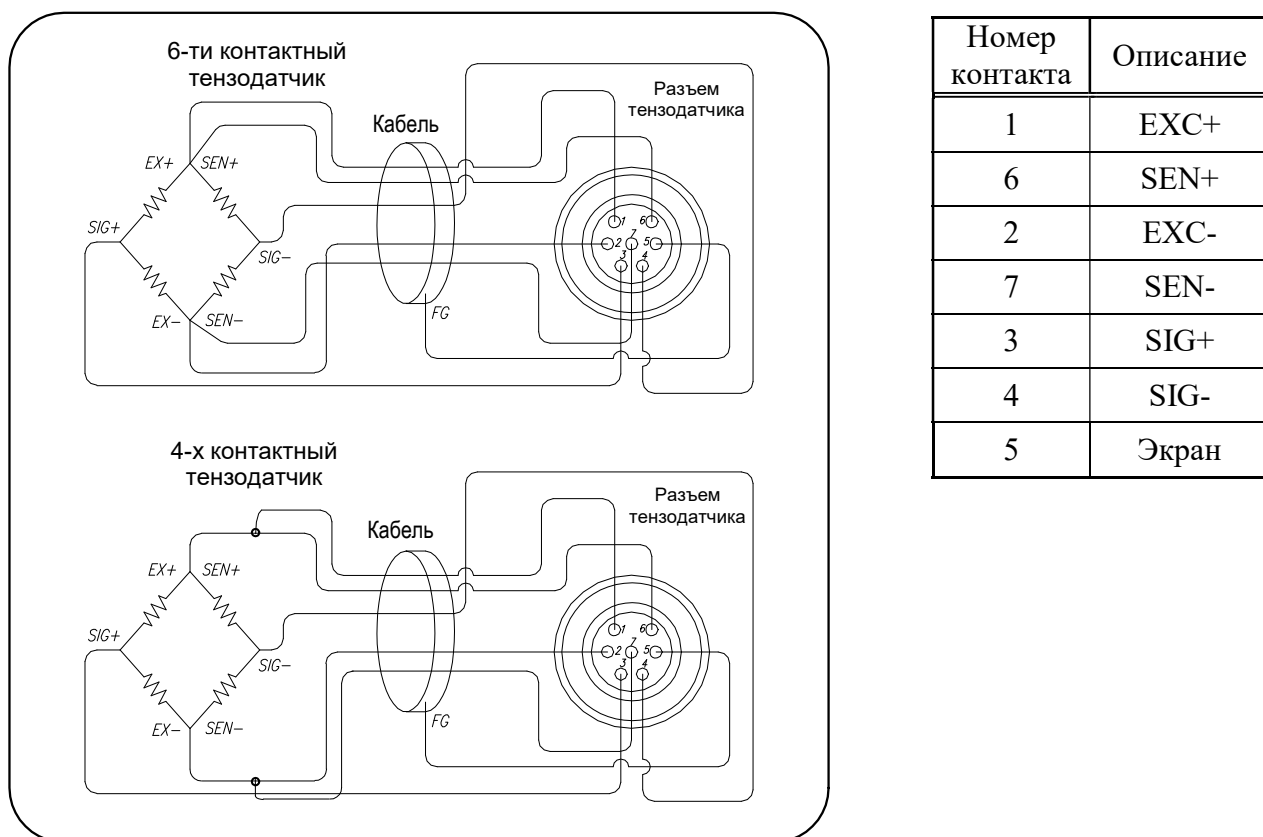 6-ти контактный
тензодатчик
Разъем
тензодатчика
Кабель
EX+ SEN+
SIG+
SIG-
EX- SEN-
FG
1 6
2 7 5
3 4
4-х контактный
тензодатчик
Разъем
тензодатчика
Кабель
EX+ SEN+
SIG+
SIG-
EX- SEN-
FG
1 6
2 7 5
3 4
Номер
контакта
Описание
1 EXC+
6 SEN+
2 EXC-
7 SEN-
3 SIG+
4 SIG-
5 Экран